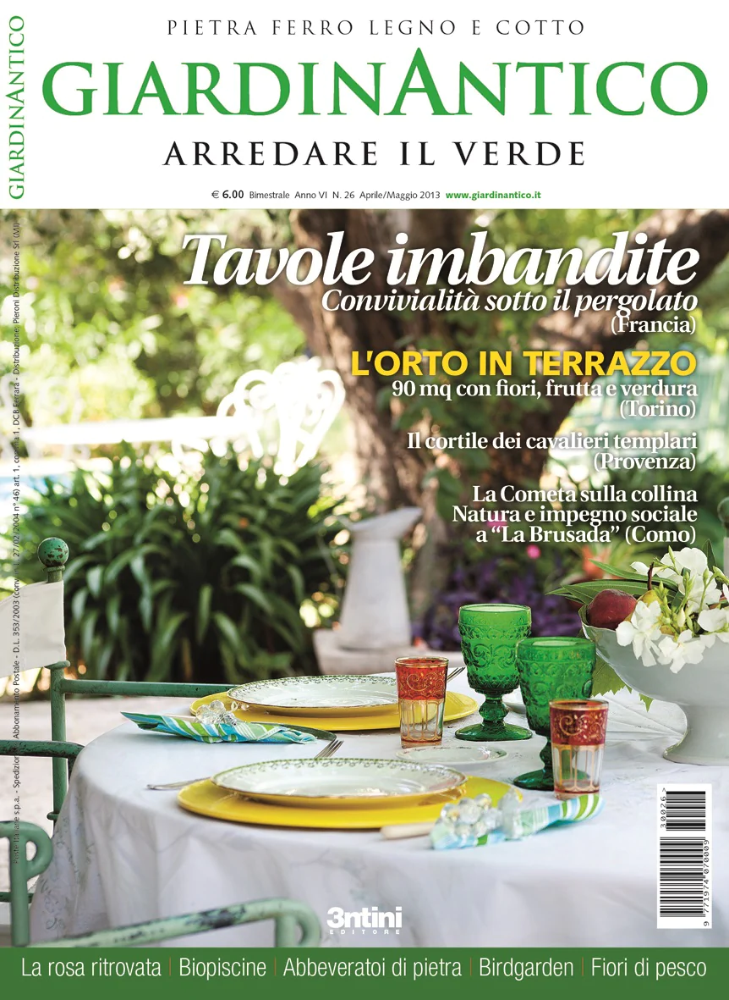 PIETRA FERRO LEGNO E COTTO
GIARDINANTICO
ARREDARE IL VERDE
€ 6.00 Bimestrale Anno VI N. 26 Aprile/Maggio 2013 www.giardinantico.it
GIARDINANTICO
Tavole imbandite
Convivialità sotto il pergolato
(Francia)
L'ORTO IN TERRAZZO
90 mq con fiori, frutta e verdura
(Torino)
Il cortile dei cavalieri templari
(Provenza)
La Cometa sulla collina
Natura e impegno sociale
a “La Brusada” (Como)
Poste Italiane s.p.a. - Spedizione in Abbonamento Postale - D.L. 353/2003 (conv. L. 27/02/2004 n° 46) art. 1, comma 1, DCB Ferrara - Distribuzione: Pieroni Distribuzione Srl (MI)
30026>
9 771974 070009
3ntini
EDITORE
La rosa ritrovata | Biopiscine | Abbeveratoi di pietra | Birdgarden | Fiori di pesco